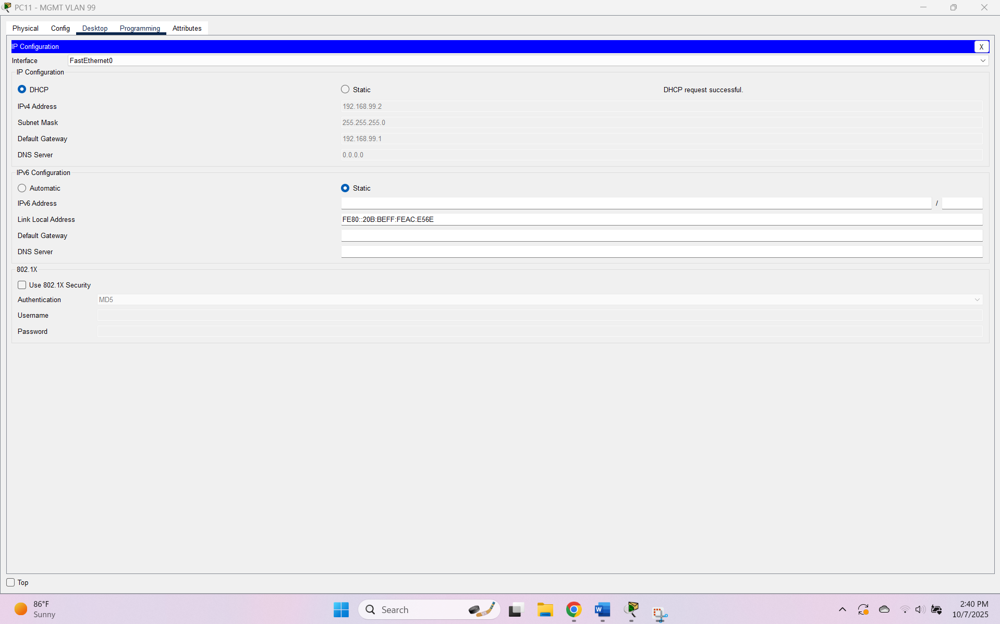 PC11 - MGMT VLAN 99
Physical Config Desktop Programming Attributes
IP Configuration X
Interface FastEthernet0
IP Configuration
DHCP Static DHCP request successful.
IPv4 Address 192.168.99.2
Subnet Mask 255.255.255.0
Default Gateway 192.168.99.1
DNS Server 0.0.0.0
IPv6 Configuration
Automatic Static
IPv6 Address /
Link Local Address FE80::20B:BEFF:FEAC:E56E
Default Gateway
DNS Server
802.1X
Use 802.1X Security
Authentication MD5
Username
Password
Top
86°F
Sunny
Search
W
2:40 PM
10/7/2025